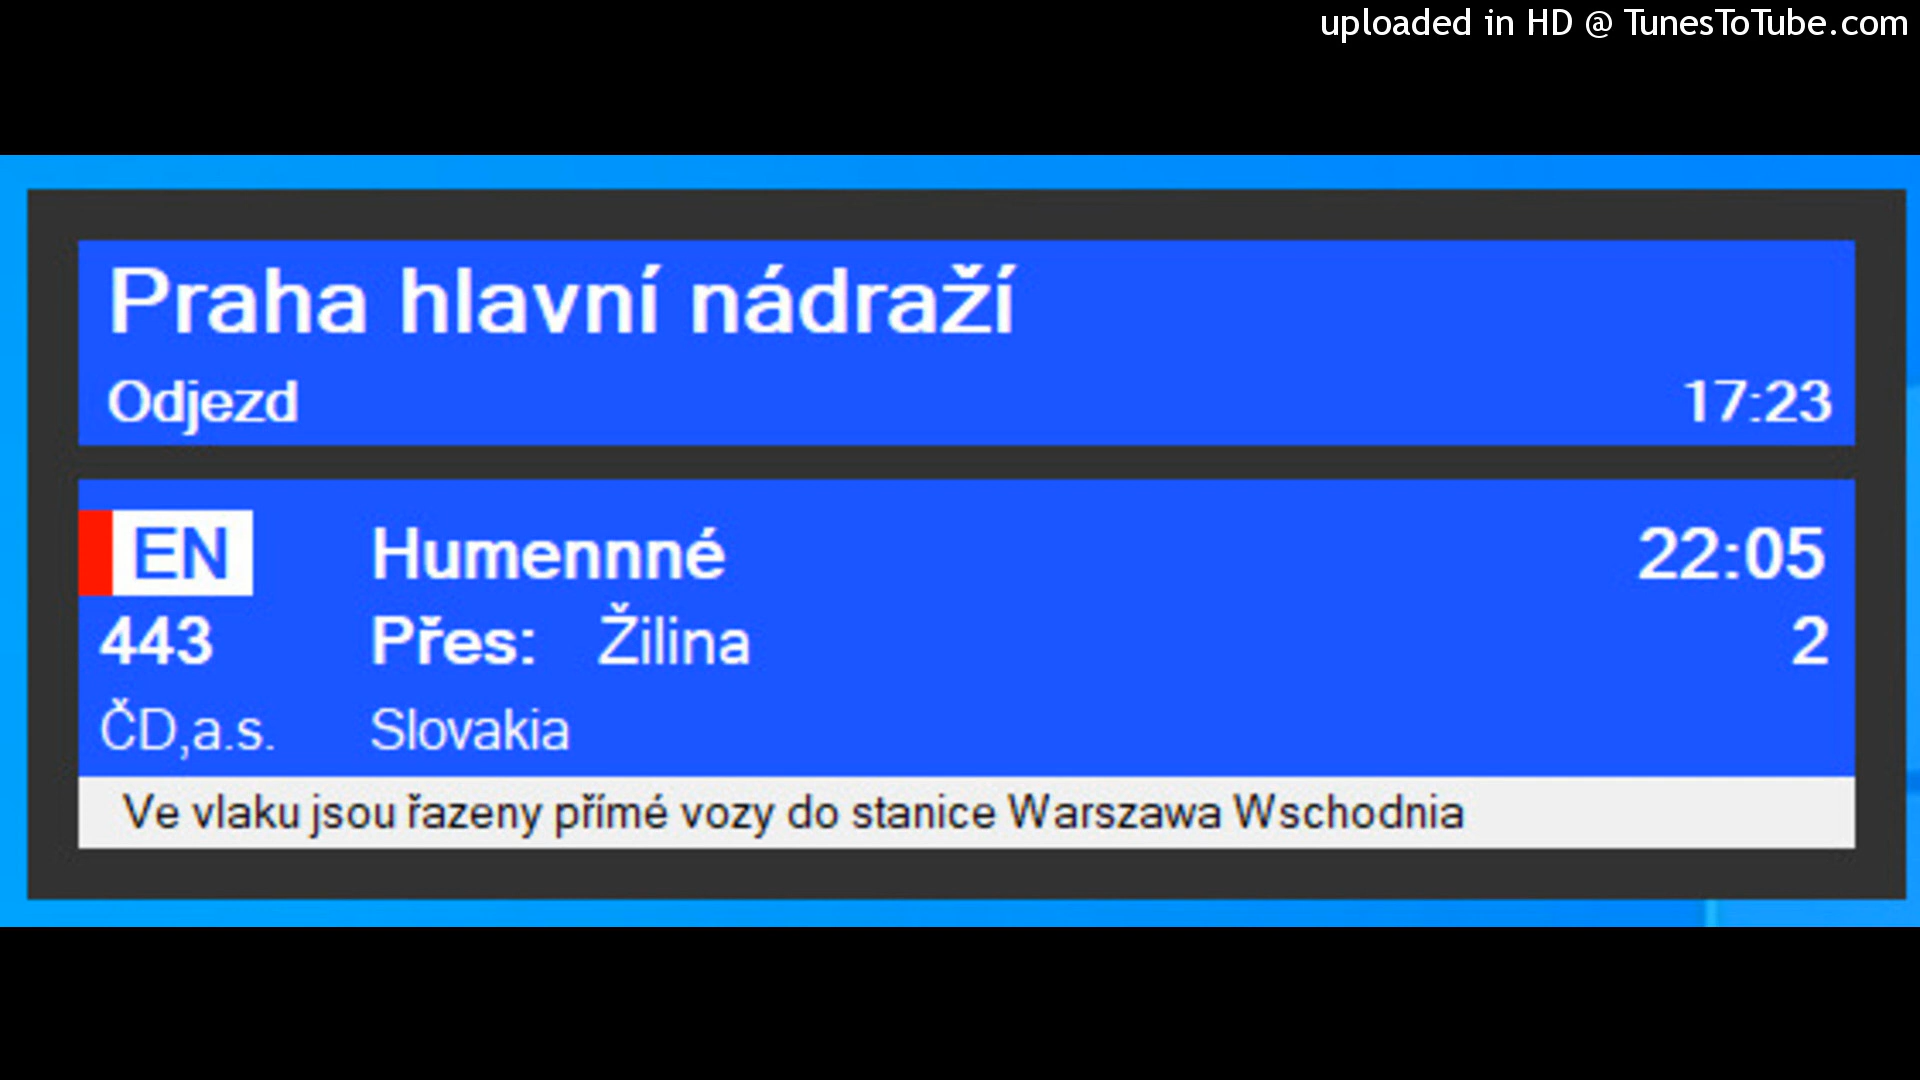 uploaded in HD @ TunesToTube.com
Praha hlavní nádraží
Odjezd 17:23
EN Humennné 22:05
443 Přes: Žilina 2
ČD,a.s. Slovakia
Ve vlaku jsou řazeny přímé vozy do stanice Warszawa Wschodnia